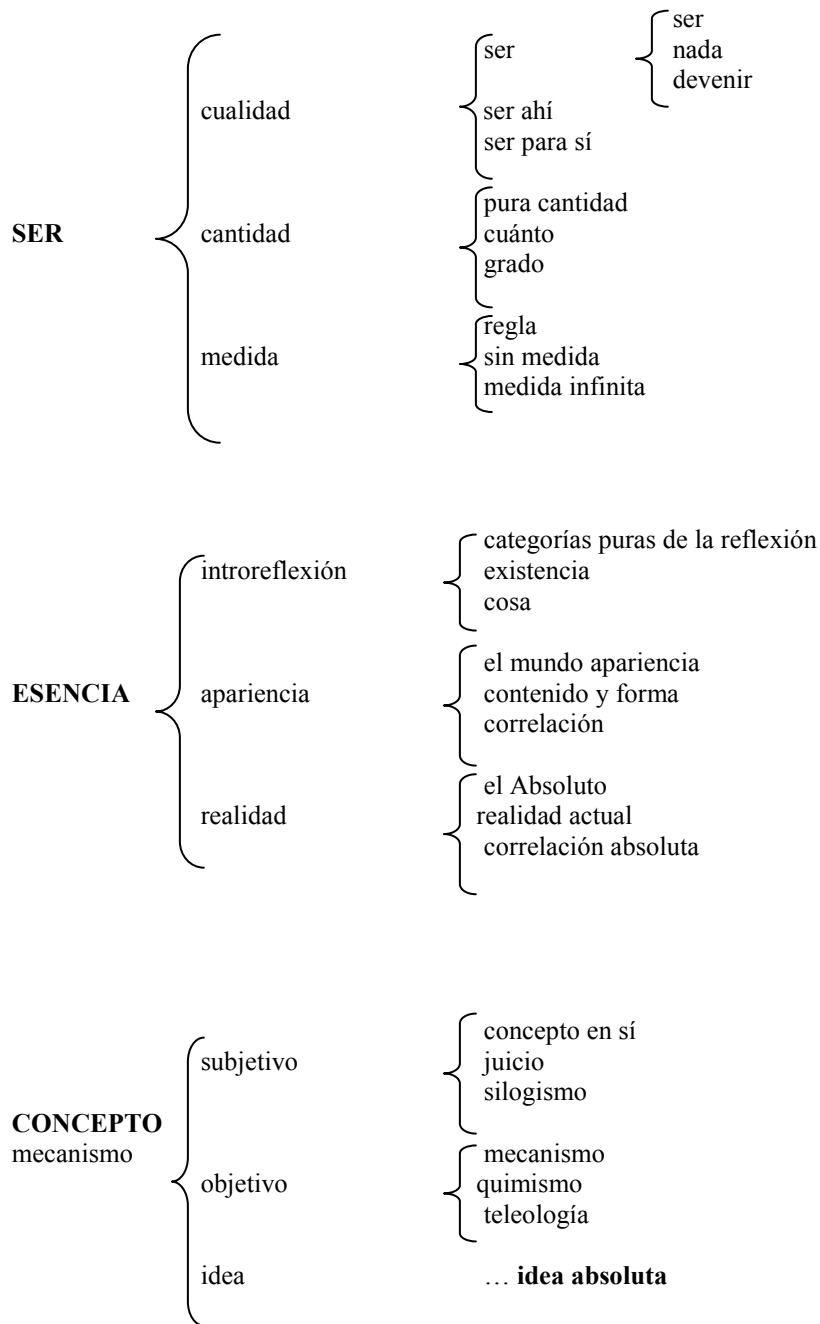 ser
ser
nada
devenir
cualidad
ser ahí
ser para sí
pura cantidad
SER
cantidad
cuánto
grado
regla
medida
sin medida
medida infinita
categorías puras de la reflexión
introreflexión
existencia
cosa
el mundo apariencia
ESENCIA
apariencia
contenido y forma
correlación
el Absoluto
realidad
realidad actual
correlación absoluta
concepto en sí
subjetivo
juicio
silogismo
CONCEPTO
mecanismo
mecanismo
objetivo
quimismo
teleología
idea
… idea absoluta